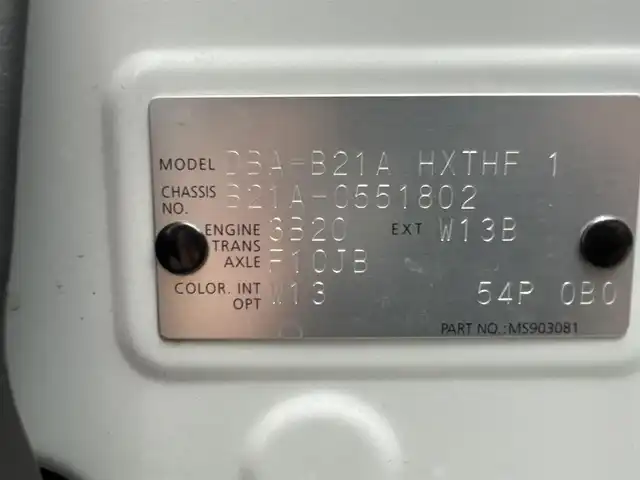 MODEL DBA-B21A HXTHF 1
CHASSIS NO. B21A-0551802
ENGINE 3B20 EXT W13B
TRANS AXLE F10JB
COLOR. INT OPT W13 54P 0B0
PART NO.:MS903081